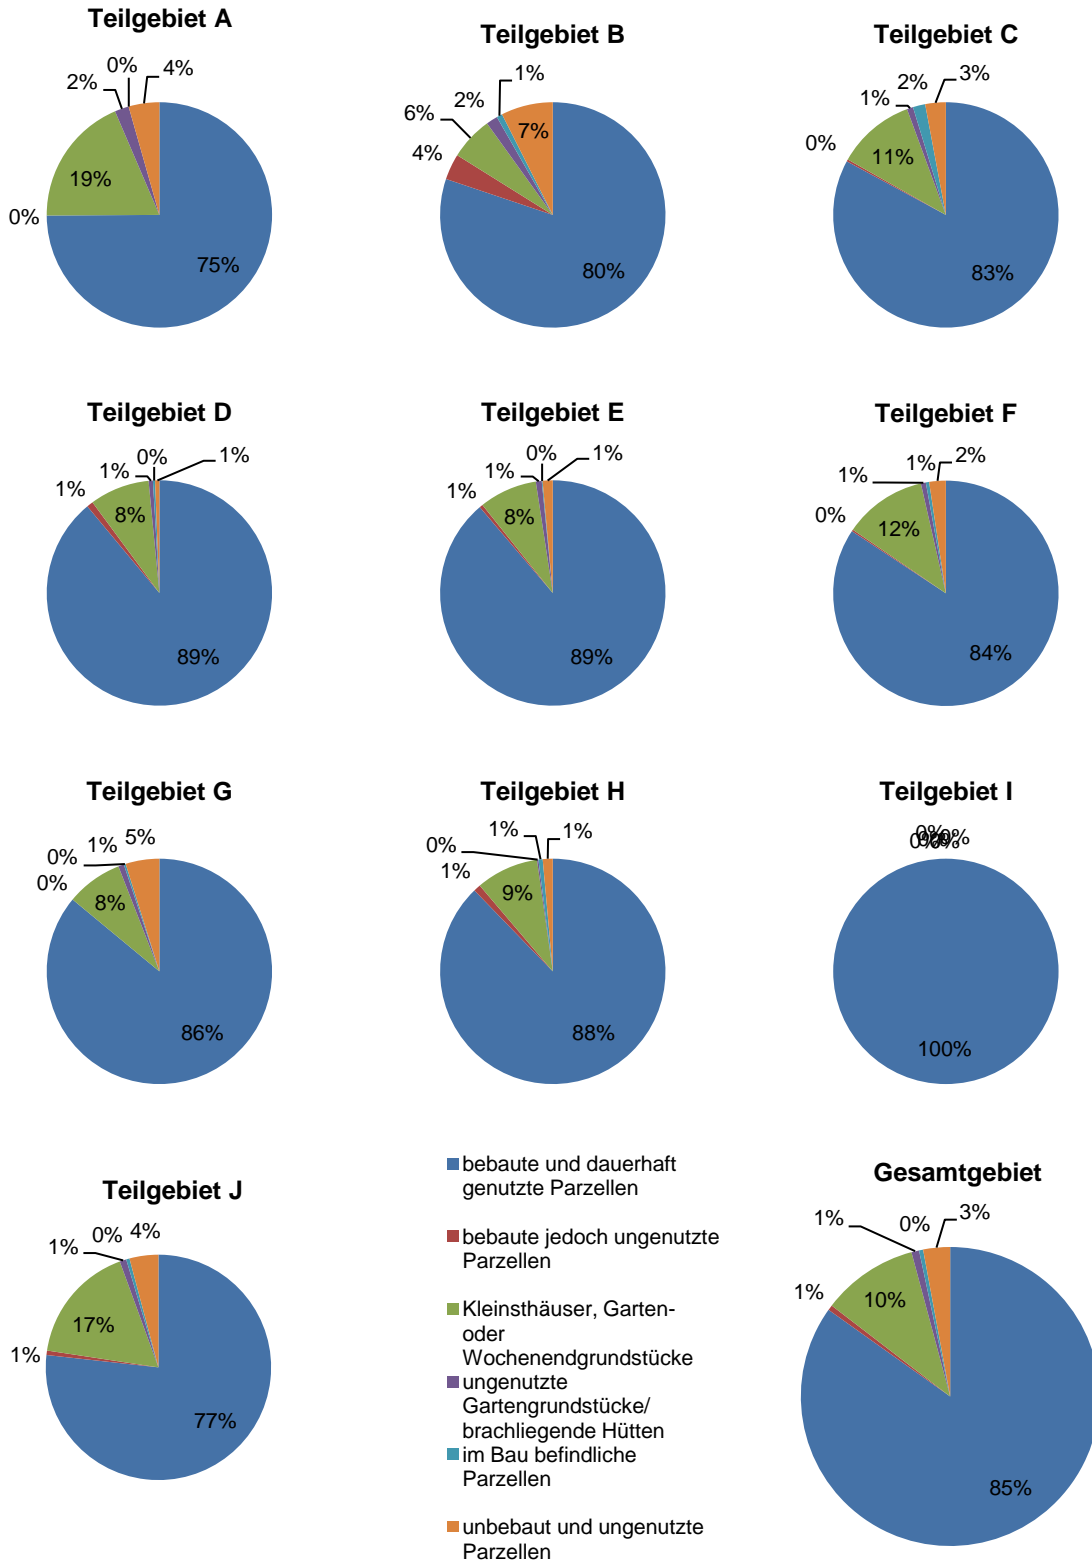 Teilgebiet A
0%
4%
2%
19%
0%
75%
Teilgebiet B
1%
2%
6%
7%
4%
80%
Teilgebiet C
2%
3%
1%
0%
11%
83%
Teilgebiet D
0%
1%
1%
1%
8%
89%
Teilgebiet E
0%
1%
1%
1%
8%
89%
Teilgebiet F
1%
2%
1%
0%
12%
84%
Teilgebiet G
1%
5%
0%
0%
8%
86%
Teilgebiet H
1%
1%
0%
1%
9%
88%
Teilgebiet I
0%
0%
0%
0%
0%
100%
Teilgebiet J
0%
4%
1%
17%
1%
77%
bebaute und dauerhaft
genutzte Parzellen
bebaute jedoch ungenutzte
Parzellen
Kleinsthäuser, Garten-
oder
Wochenendgrundstücke
ungenutzte
Gartengrundstücke/
brachliegende Hütten
im Bau befindliche
Parzellen
unbebaut und ungenutzte
Parzellen
Gesamtgebiet
1%
0%
3%
1%
10%
85%